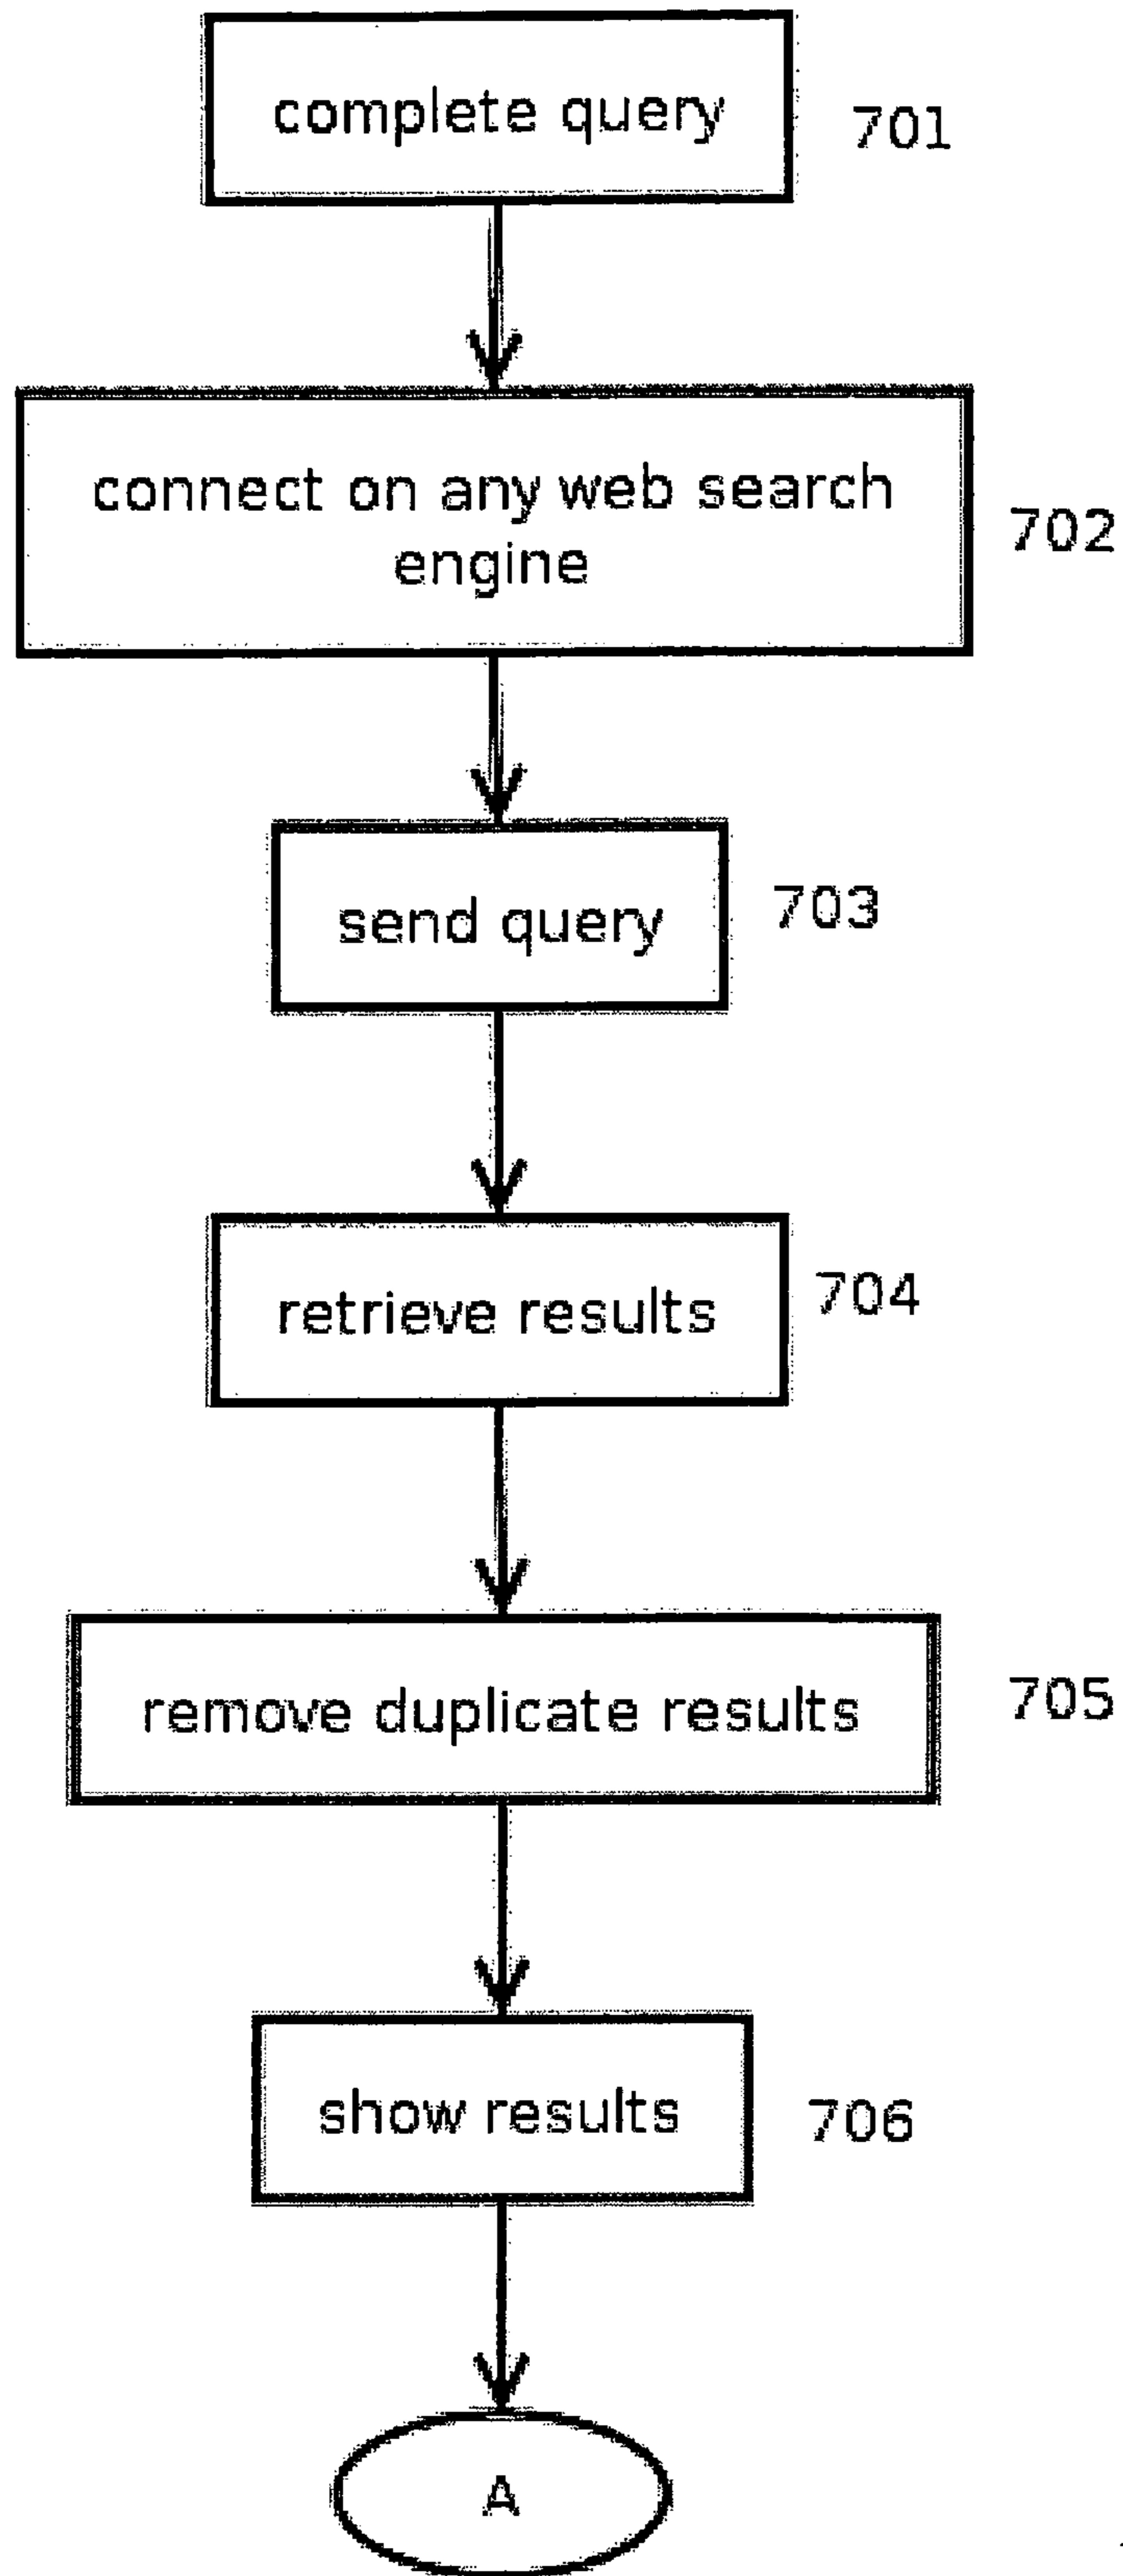 complete query
701
connect on any web search
engine
702
send query
703
retrieve results
704
remove duplicate results
705
show results
706
A